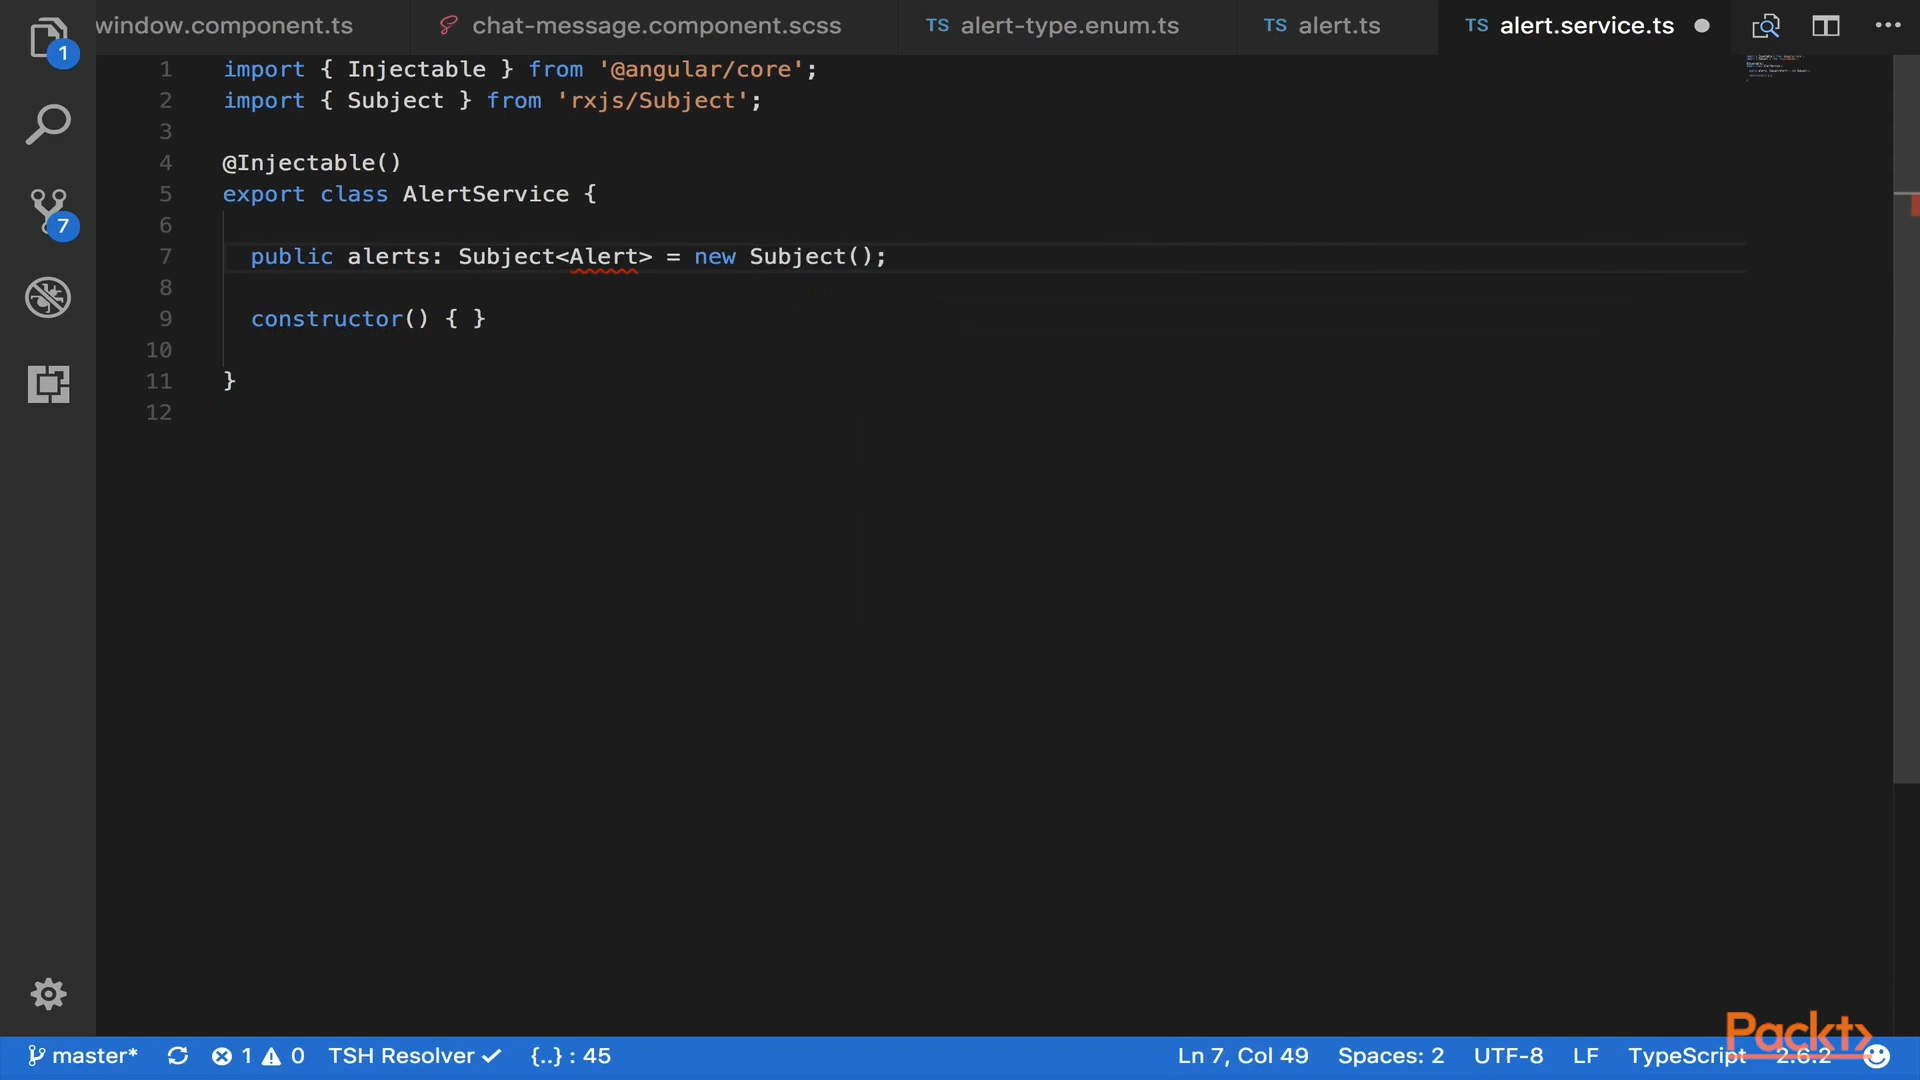 window.component.ts
chat-message.component.scss
TS alert-type.enum.ts
TS alert.ts
TS alert.service.ts
1
1 import { Injectable } from '@angular/core';
2 import { Subject } from 'rxjs/Subject';
3
4 @Injectable()
5 export class AlertService {
7
6
7 public alerts: Subject<Alert> = new Subject();
8
9 constructor() { }
10
11 }
12
Packt>
master* 1 0 TSH Resolver {..} : 45 Ln 7, Col 49 Spaces: 2 UTF-8 LF TypeScript 2.6.2